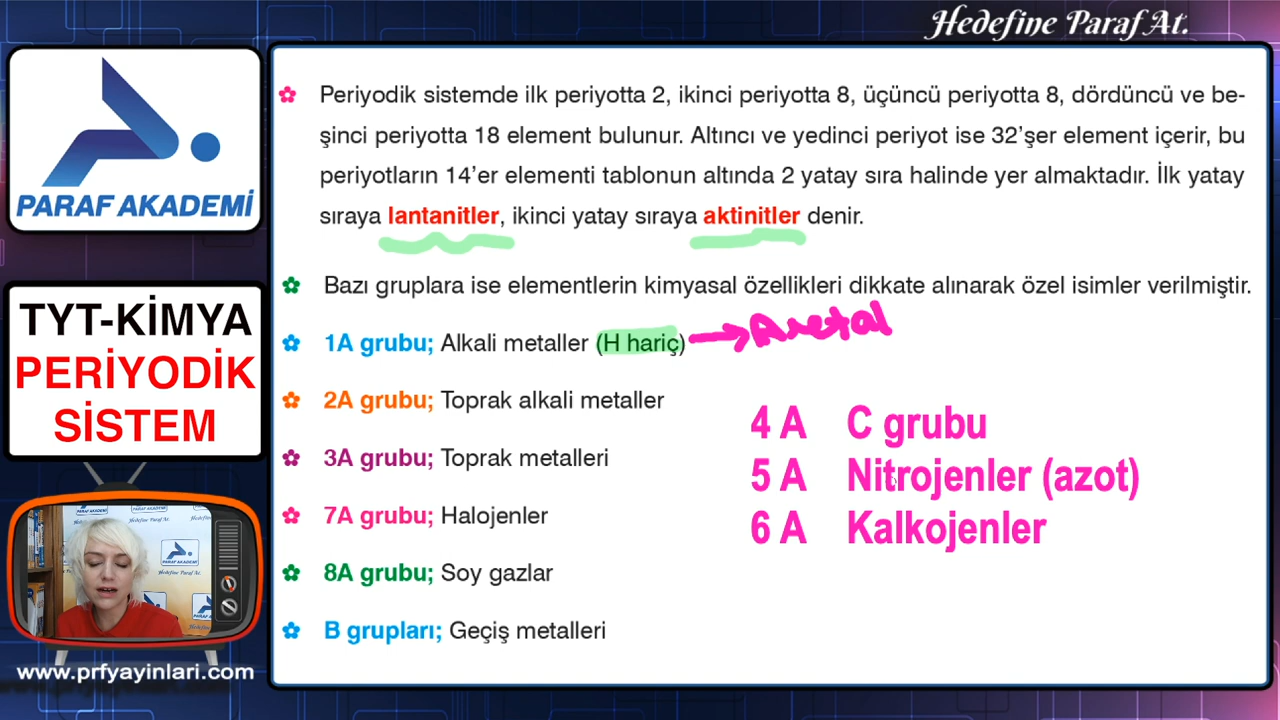 Hedefine Paraf At.
PARAF AKADEMİ
TYT-KİMYA
PERİYODİK
SİSTEM
www.prfyayinlari.com
Periyodik sistemde ilk periyotta 2, ikinci periyotta 8, üçüncü periyotta 8, dördüncü ve be-
şinci periyotta 18 element bulunur. Altıncı ve yedinci periyot ise 32’şer element içerir, bu
periyotların 14’er elementi tablonun altında 2 yatay sıra halinde yer almaktadır. İlk yatay
sıraya lantanitler, ikinci yatay sıraya aktinitler denir.
Bazı gruplara ise elementlerin kimyasal özellikleri dikkate alınarak özel isimler verilmiştir.
1A grubu; Alkali metaller (H hariç) → Ametal
2A grubu; Toprak alkali metaller
3A grubu; Toprak metalleri
7A grubu; Halojenler
8A grubu; Soy gazlar
B grupları; Geçiş metalleri
4 A C grubu
5 A Nitrojenler (azot)
6 A Kalkojenler